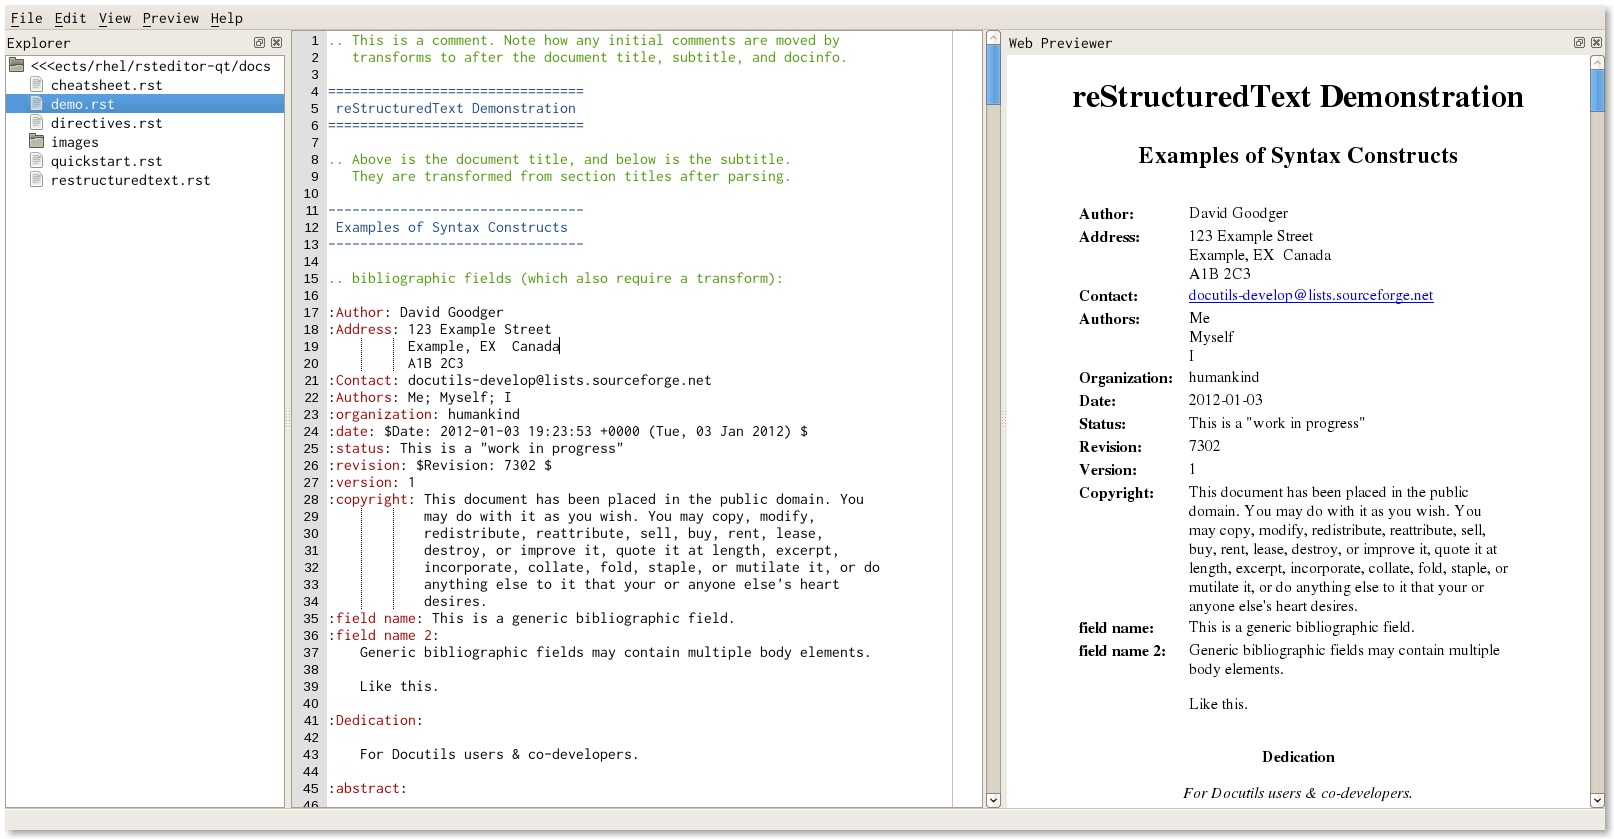 File Edit View Preview Help
Explorer
<<<ects/rhel/rsteditor-qt/docs
cheatsheet.rst
demo.rst
directives.rst
images
quickstart.rst
restructuredtext.rst
1 .. This is a comment. Note how any initial comments are moved by
2    transforms to after the document title, subtitle, and docinfo.
3
4 ================================
5  reStructuredText Demonstration
6 ================================
7
8 .. Above is the document title, and below is the subtitle.
9    They are transformed from section titles after parsing.
10
11 --------------------------------
12  Examples of Syntax Constructs
13 --------------------------------
14
15 .. bibliographic fields (which also require a transform):
16
17 :Author: David Goodger
18 :Address: 123 Example Street
19           Example, EX  Canada
20           A1B 2C3
21 :Contact: docutils-develop@lists.sourceforge.net
22 :Authors: Me; Myself; I
23 :organization: humankind
24 :date: $Date: 2012-01-03 19:23:53 +0000 (Tue, 03 Jan 2012) $
25 :status: This is a "work in progress"
26 :revision: $Revision: 7302 $
27 :version: 1
28 :copyright: This document has been placed in the public domain. You
29             may do with it as you wish. You may copy, modify,
30             redistribute, reattribute, sell, buy, rent, lease,
31             destroy, or improve it, quote it at length, excerpt,
32             incorporate, collate, fold, staple, or mutilate it, or do
33             anything else to it that your or anyone else's heart
34             desires.
35 :field name: This is a generic bibliographic field.
36 :field name 2:
37     Generic bibliographic fields may contain multiple body elements.
38
39     Like this.
40
41 :Dedication:
42
43     For Docutils users & co-developers.
44
45 :abstract:
46
Web Previewer
reStructuredText Demonstration
Examples of Syntax Constructs
Author: David Goodger
Address: 123 Example Street
Example, EX  Canada
A1B 2C3
Contact: docutils-develop@lists.sourceforge.net
Authors: Me
Myself
I
Organization: humankind
Date: 2012-01-03
Status: This is a "work in progress"
Revision: 7302
Version: 1
Copyright: This document has been placed in the public
domain. You may do with it as you wish. You
may copy, modify, redistribute, reattribute, sell,
buy, rent, lease, destroy, or improve it, quote it at
length, excerpt, incorporate, collate, fold, staple, or
mutilate it, or do anything else to it that your or
anyone else's heart desires.
field name: This is a generic bibliographic field.
field name 2: Generic bibliographic fields may contain multiple
body elements.
Like this.
Dedication
For Docutils users & co-developers.